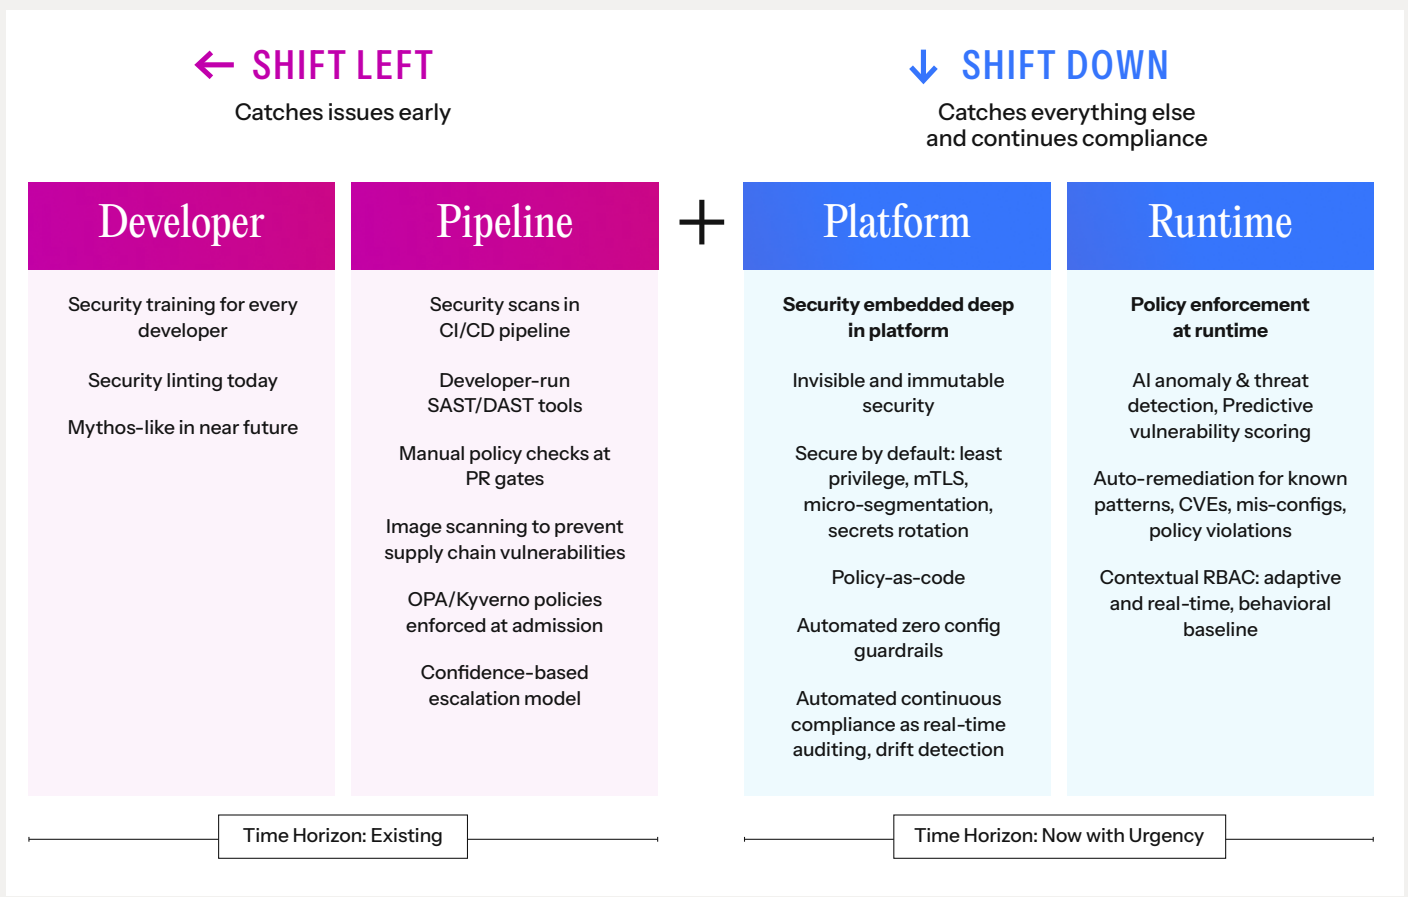 ← SHIFT LEFT
Catches issues early
↓ SHIFT DOWN
Catches everything else
and continues compliance
Developer
Security training for every
developer
Security linting today
Mythos-like in near future
Pipeline
Security scans in
CI/CD pipeline
Developer-run
SAST/DAST tools
Manual policy checks at
PR gates
Image scanning to prevent
supply chain vulnerabilities
OPA/Kyverno policies
enforced at admission
Confidence-based
escalation model
+
Platform
Security embedded deep
in platform
Invisible and immutable
security
Secure by default: least
privilege, mTLS,
micro-segmentation,
secrets rotation
Policy-as-code
Automated zero config
guardrails
Automated continuous
compliance as real-time
auditing, drift detection
Runtime
Policy enforcement
at runtime
AI anomaly & threat
detection, Predictive
vulnerability scoring
Auto-remediation for known
patterns, CVEs, mis-configs,
policy violations
Contextual RBAC: adaptive
and real-time, behavioral
baseline
Time Horizon: Existing
Time Horizon: Now with Urgency